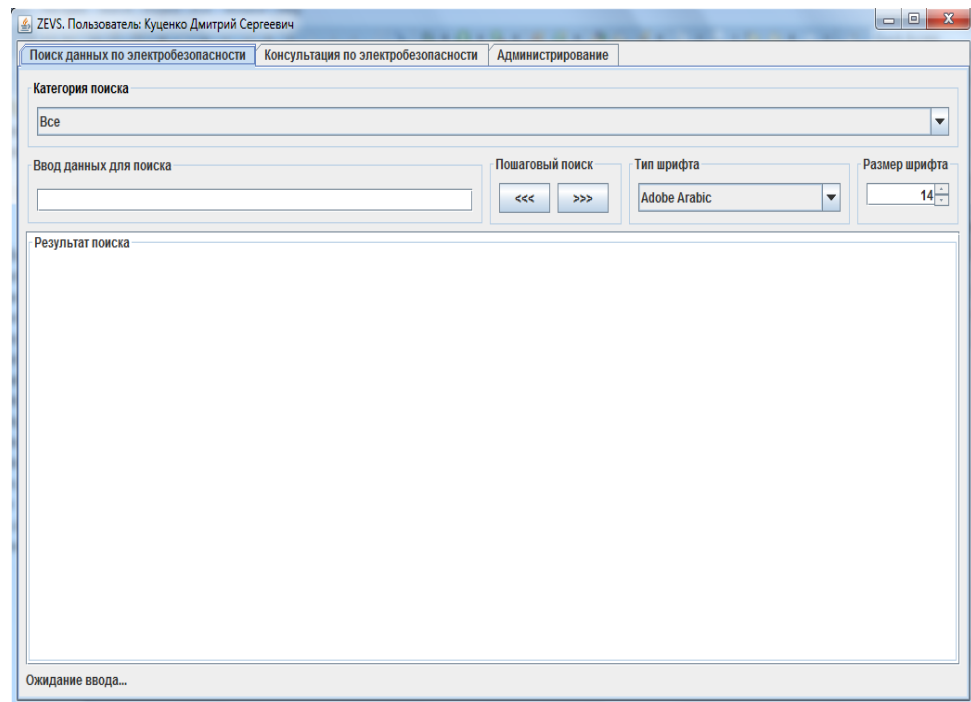 ZEVS. Пользователь: Куценко Дмитрий Сергеевич
Поиск данных по электробезопасности Консультация по электробезопасности Администрирование
Категория поиска
Все
Ввод данных для поиска Пошаговый поиск Тип шрифта Размер шрифта
<<< >>> Adobe Arabic 14
Результат поиска
Ожидание ввода...